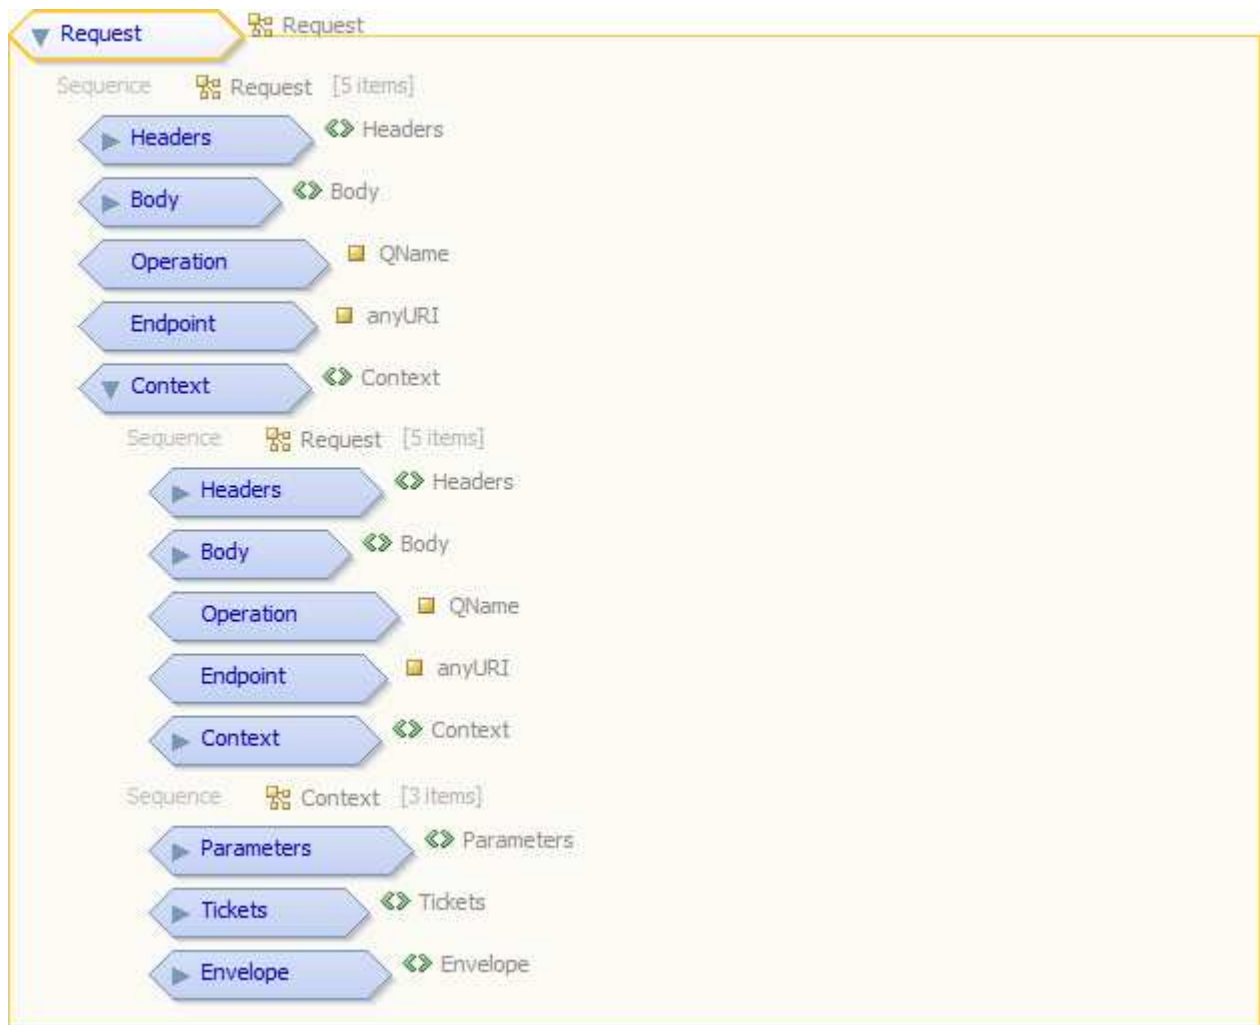 Request Request
Sequence Request [5 items]
Headers Headers
Body Body
Operation QName
Endpoint anyURI
Context Context
Sequence Request [5 items]
Headers Headers
Body Body
Operation QName
Endpoint anyURI
Context Context
Sequence Context [3 items]
Parameters Parameters
Tickets Tickets
Envelope Envelope